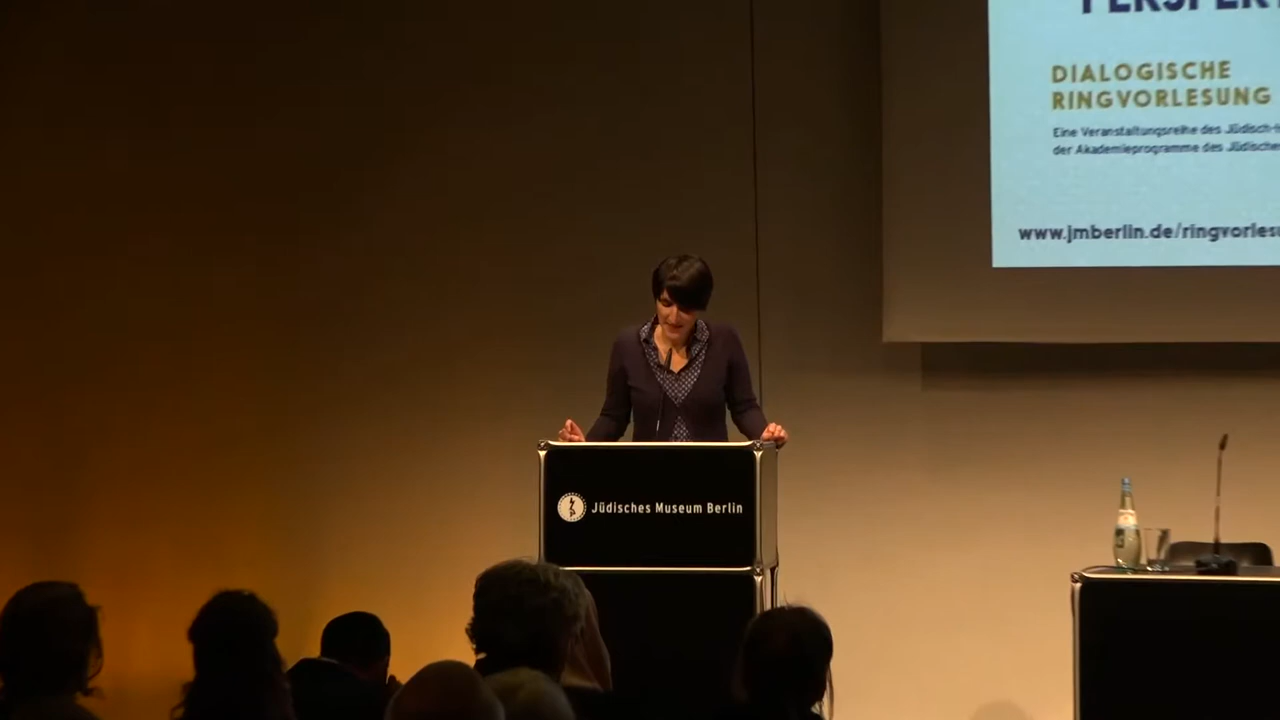 DIALOGISCHE
RINGVORLESUNG
Eine Veranstaltungsreihe des
der Akademieprogramme des
www.jmberlin.de/ringvorlesu
Jüdisches Museum Berlin